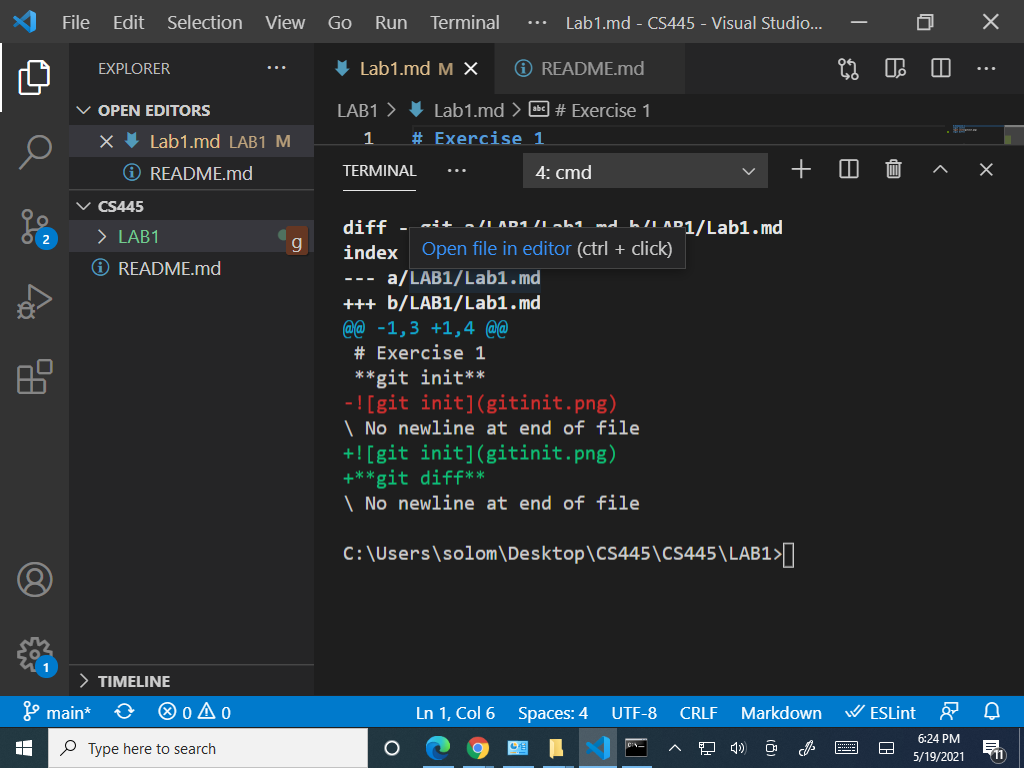 File Edit Selection View Go Run Terminal ··· Lab1.md - CS445 - Visual Studio...
EXPLORER ···
Lab1.md M
README.md
OPEN EDITORS
LAB1 > Lab1.md > # Exercise 1
Lab1.md LAB1 M
1 # Exercise 1
README.md
TERMINAL ···
4: cmd
CS445
LAB1
g
README.md
2
diff --git a/LAB1/Lab1.md b/LAB1/Lab1.md
index
Open file in editor (ctrl + click)
--- a/LAB1/Lab1.md
+++ b/LAB1/Lab1.md
@@ -1,3 +1,4 @@
# Exercise 1
**git init**
-![git init](gitinit.png)
\ No newline at end of file
+![git init](gitinit.png)
+**git diff**
\ No newline at end of file
C:\Users\solom\Desktop\CS445\CS445\LAB1>
1
TIMELINE
main* 0 0 Ln 1, Col 6 Spaces: 4 UTF-8 CRLF Markdown ESLint
Type here to search
6:24 PM
5/19/2021
11